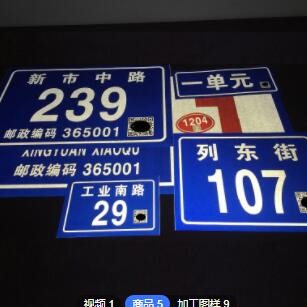 新市中路
239
邮政编码 365001
一单元
1204
XINGYUAN XIAOQU
邮政编码 365001
列东街
107
工业南路
29
视频 1
商品 5
加工图样 9